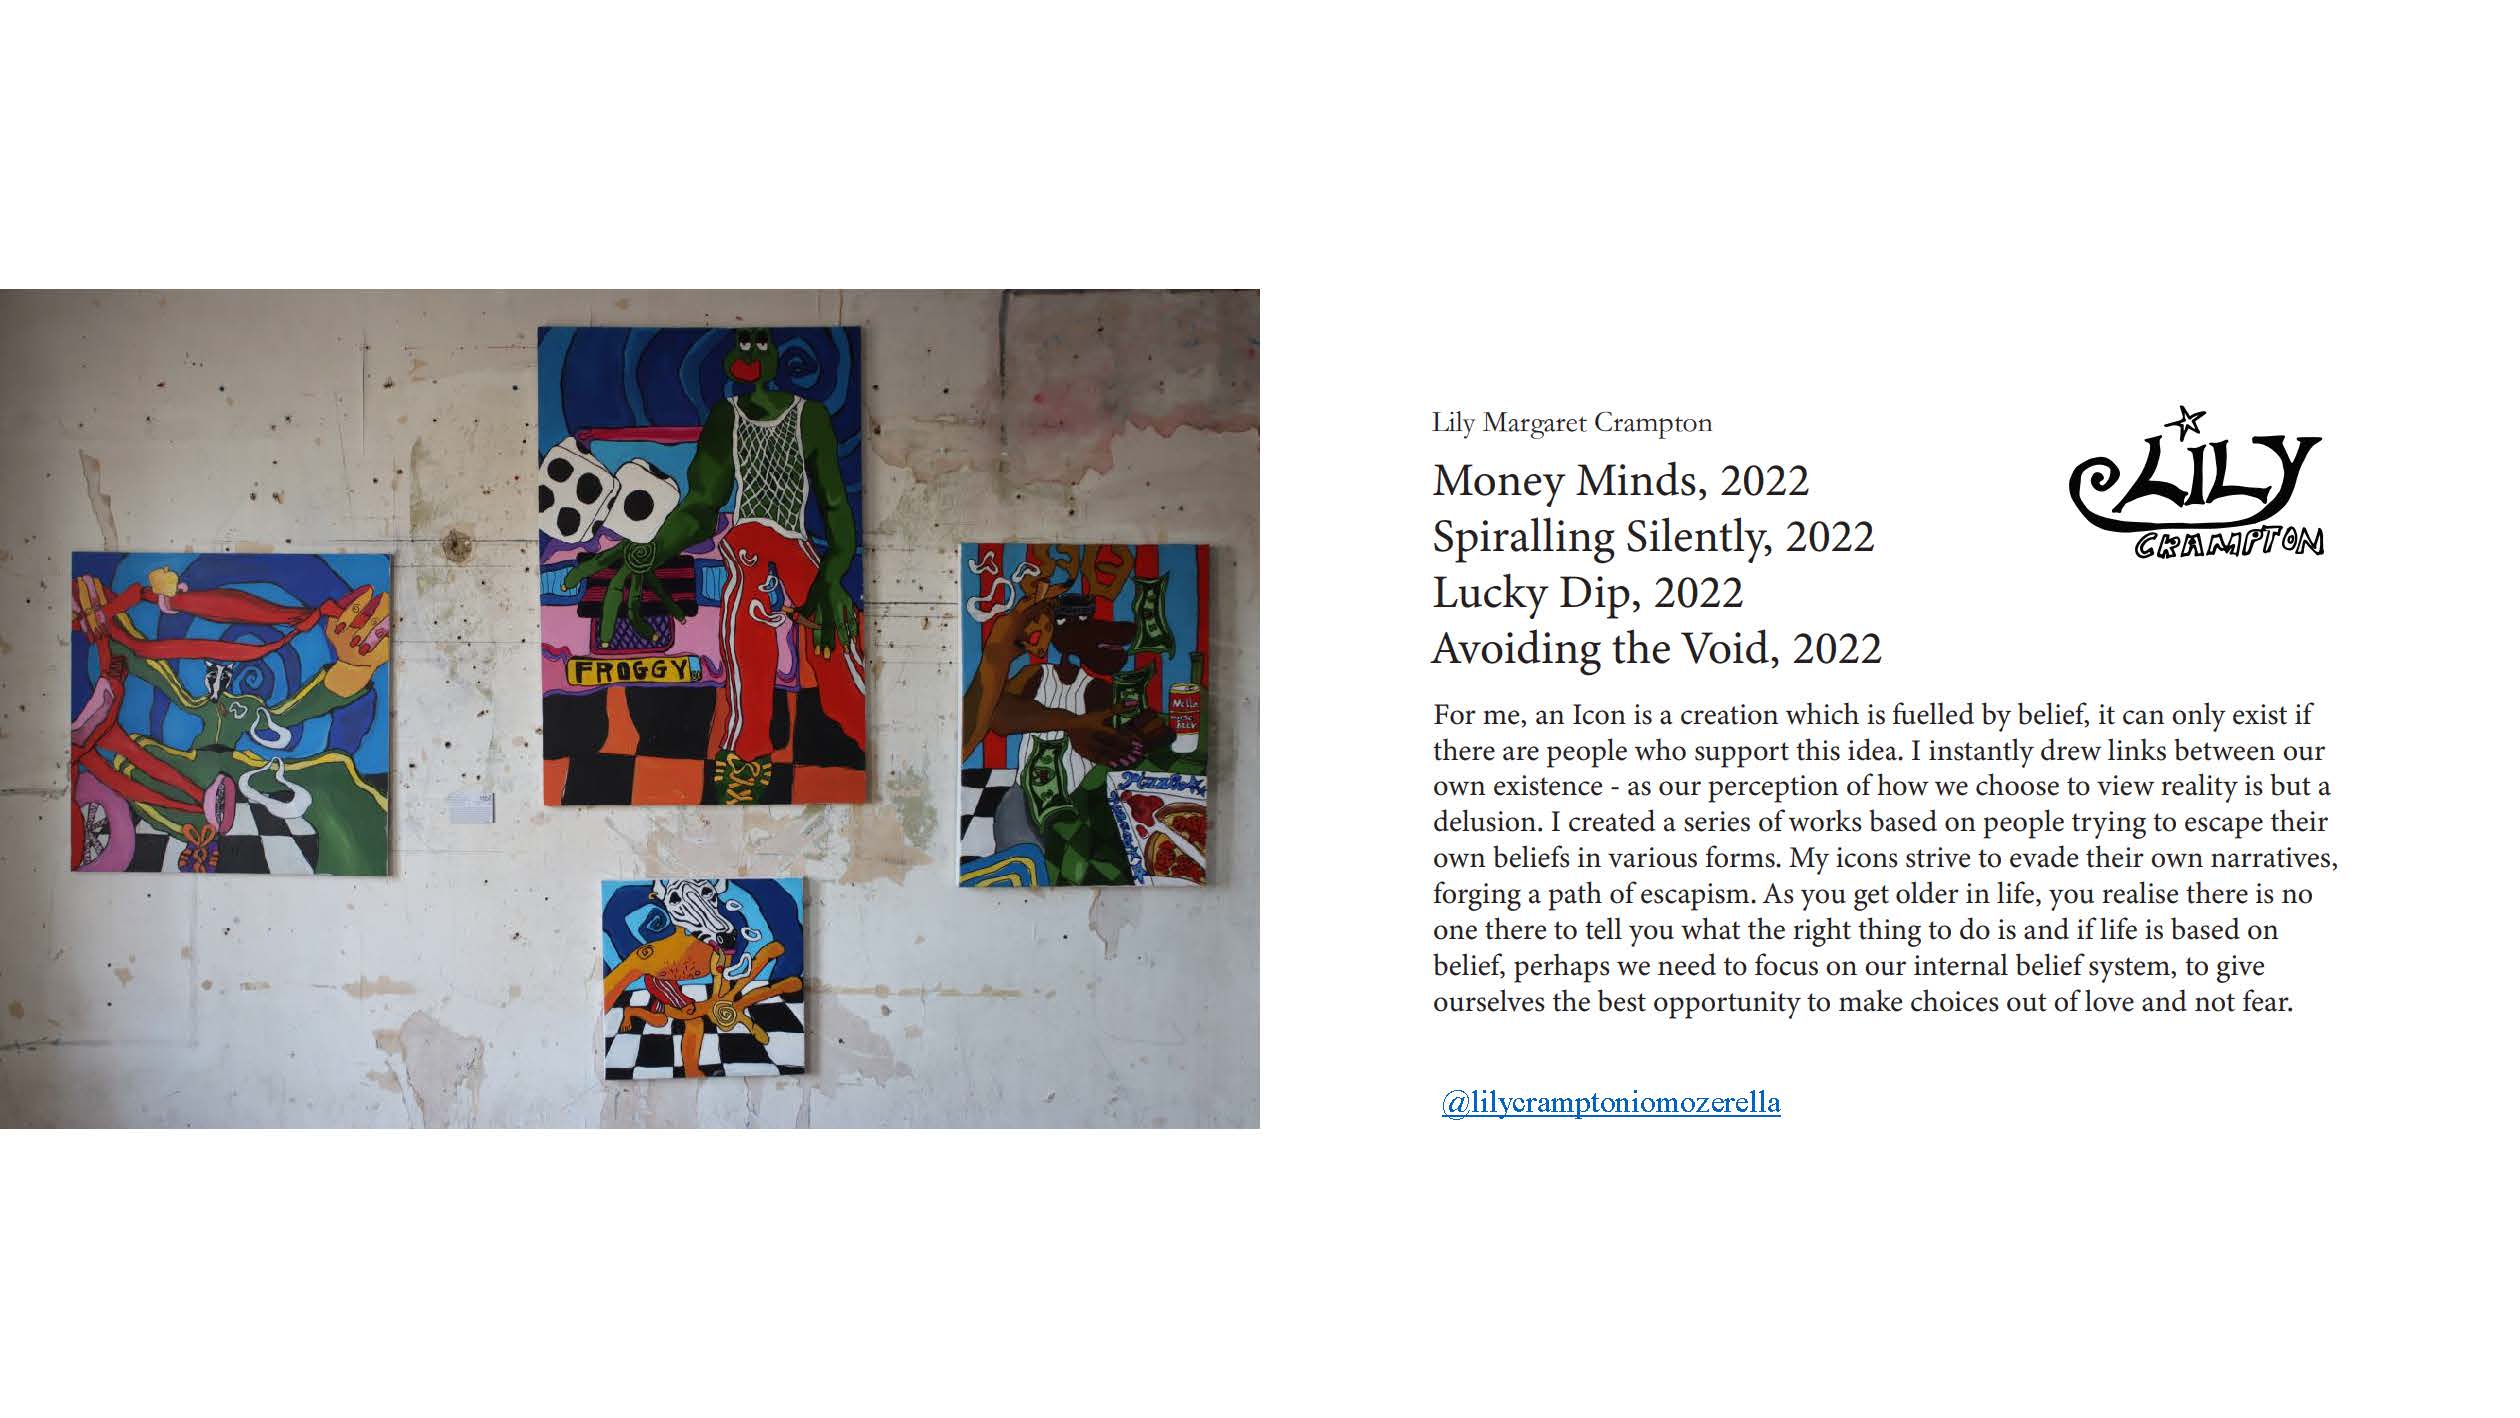 FROGGY
Lily Margaret Crampton
Money Minds, 2022
Spiralling Silently, 2022
Lucky Dip, 2022
Avoiding the Void, 2022
LiLY
CRAMPTON
For me, an Icon is a creation which is fuelled by belief, it can only exist if
there are people who support this idea. I instantly drew links between our
own existence - as our perception of how we choose to view reality is but a
delusion. I created a series of works based on people trying to escape their
own beliefs in various forms. My icons strive to evade their own narratives,
forging a path of escapism. As you get older in life, you realise there is no
one there to tell you what the right thing to do is and if life is based on
belief, perhaps we need to focus on our internal belief system, to give
ourselves the best opportunity to make choices out of love and not fear.
@lilycramptoniomozerella